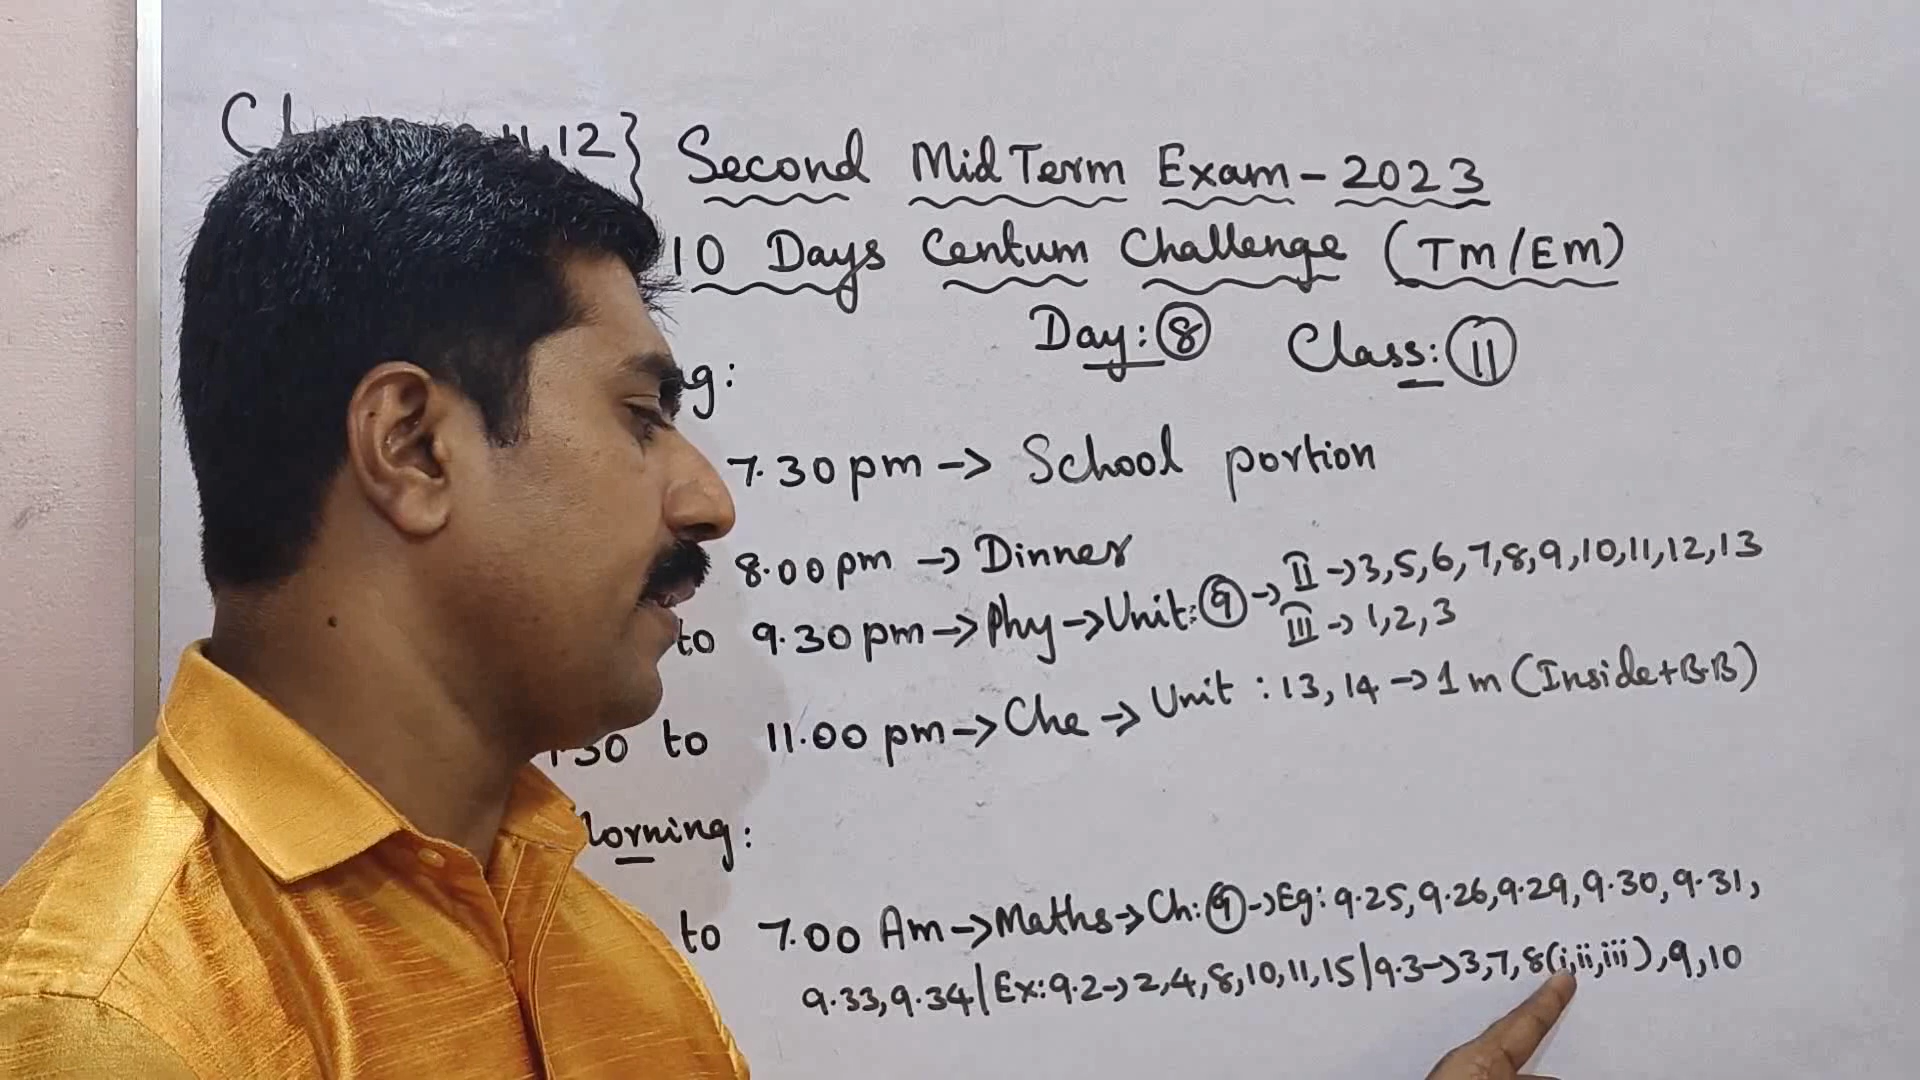 11,12} Second Mid Term Exam-2023
10 Days Centum Challenge (TM/EM)
Day: 8 Class: 11
7.30 pm -> School portion
8.00 pm -> Dinner
to 9.30 pm -> Phy -> Unit: 9 -> II -> 3,5,6,7,8,9,10,11,12,13
III -> 1,2,3
to 11.00 pm -> Che -> Unit : 13, 14 -> 1 m (Inside+B.B)
Morning:
to 7.00 Am -> Maths -> Ch: 9 -> Eg: 9.25, 9.26, 9.29, 9.30, 9.31,
9.33, 9.34 | Ex: 9.2 -> 2,4,8,10,11,15 | 9.3 -> 3,7,8(i,ii,iii),9,10